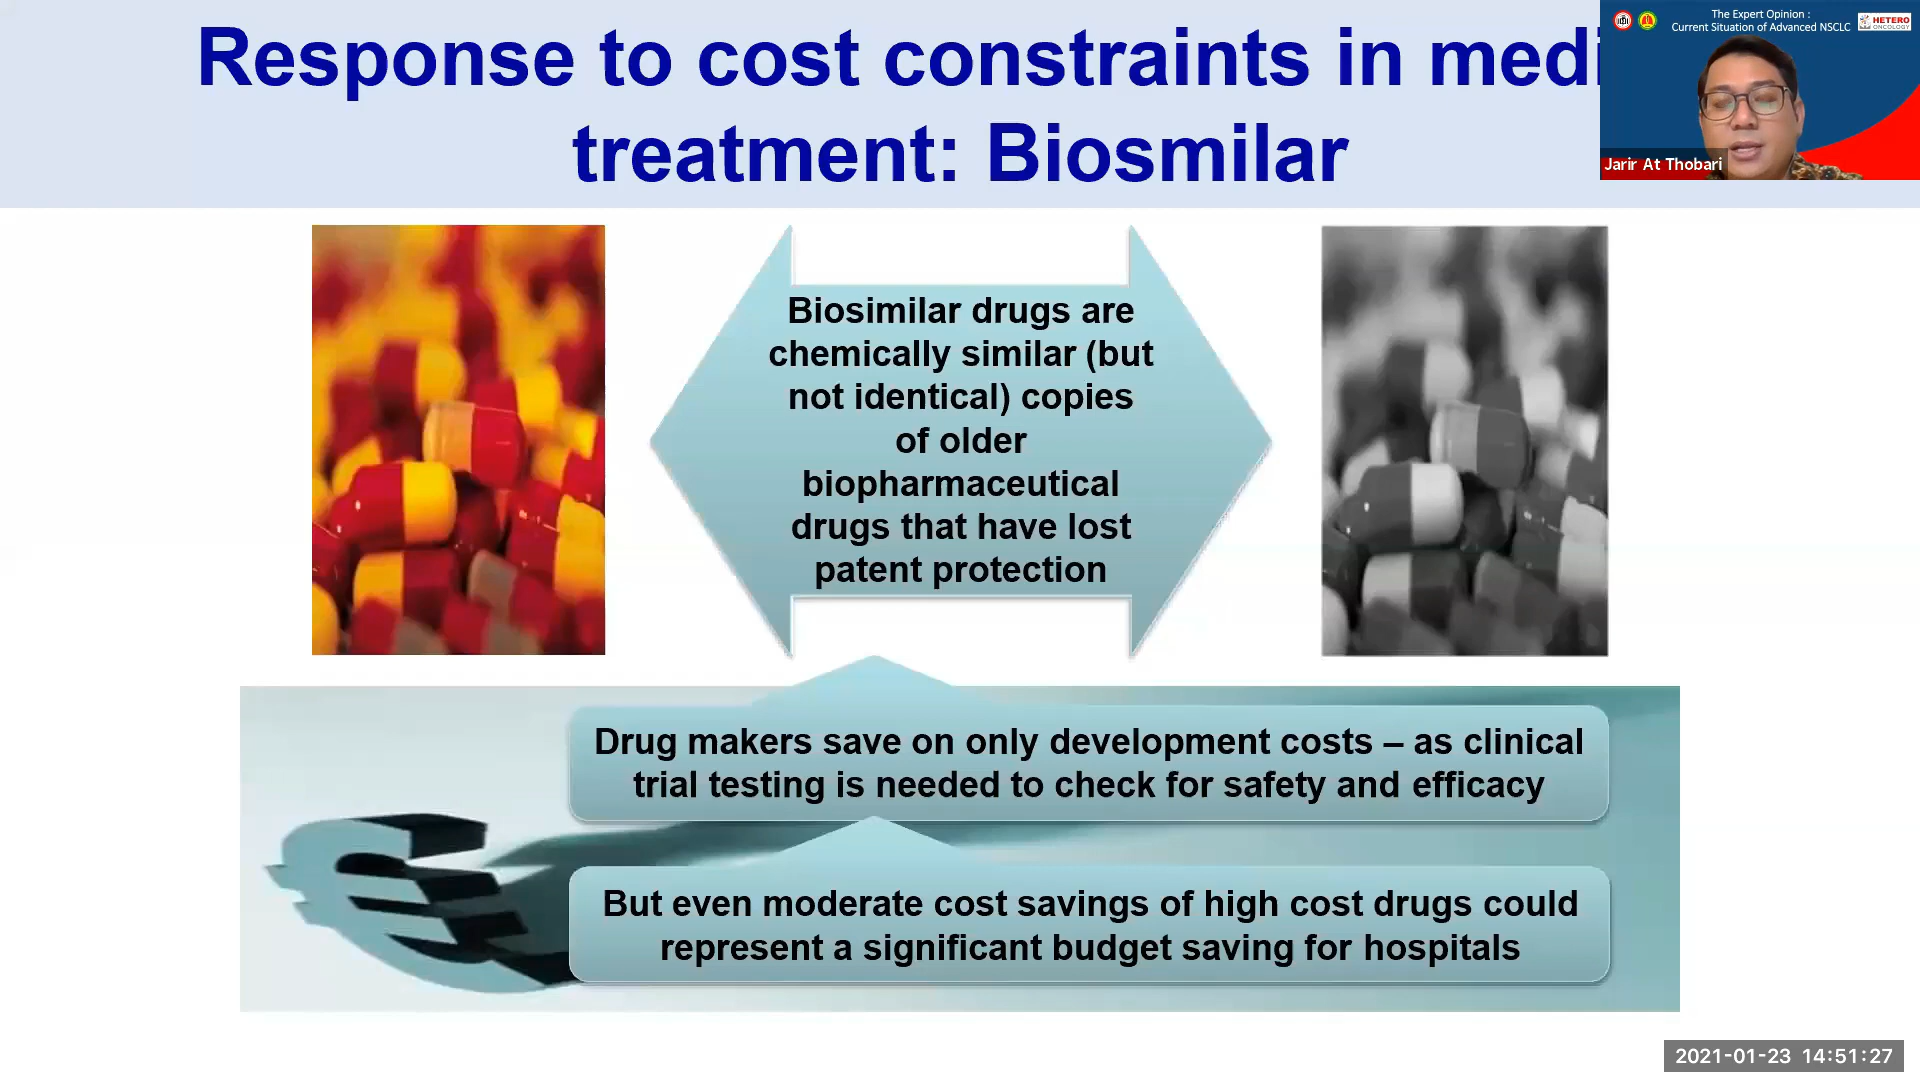 Response to cost constraints in medi
treatment: Biosmilar
The Expert Opinion :
Current Situation of Advanced NSCLC
HETERO
ONCOLOGY
Jarir At Thobari
Biosimilar drugs are
chemically similar (but
not identical) copies
of older
biopharmaceutical
drugs that have lost
patent protection
Drug makers save on only development costs – as clinical
trial testing is needed to check for safety and efficacy
But even moderate cost savings of high cost drugs could
represent a significant budget saving for hospitals
€
2021-01-23 14:51:27